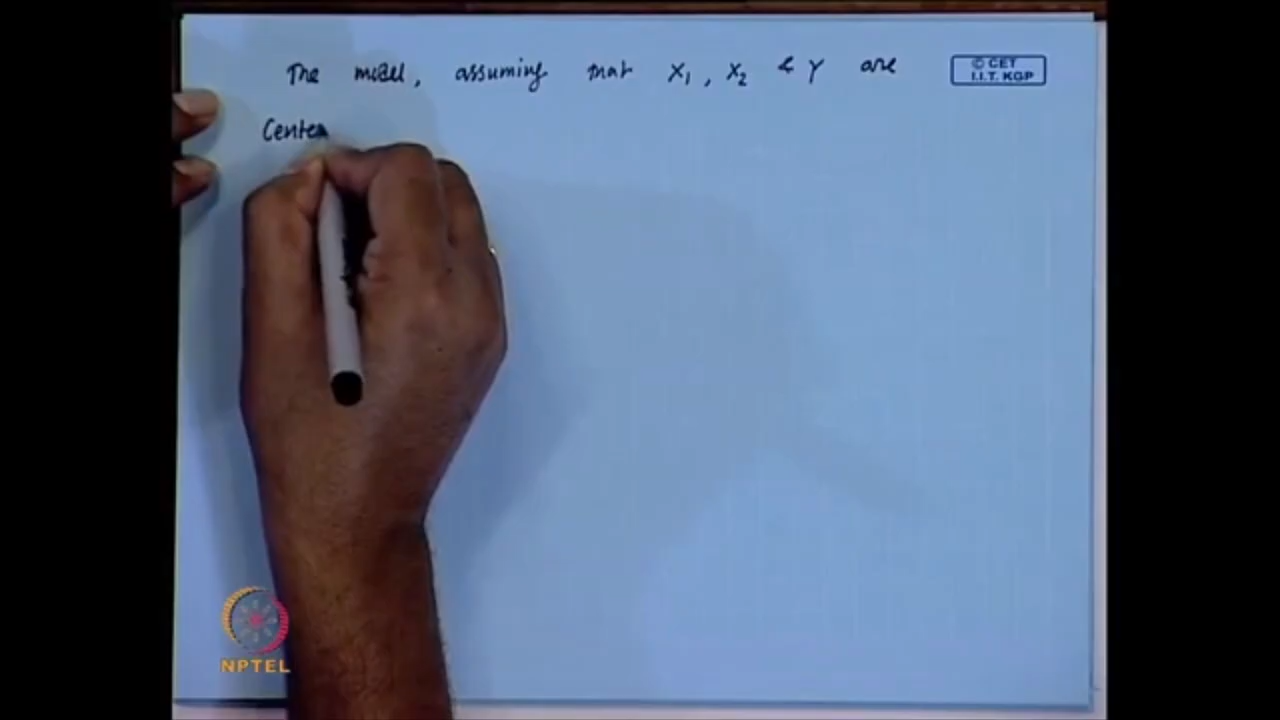 The model, assuming that X1, X2 & Y are
Center
© CET
I.I.T. KGP
NPTEL